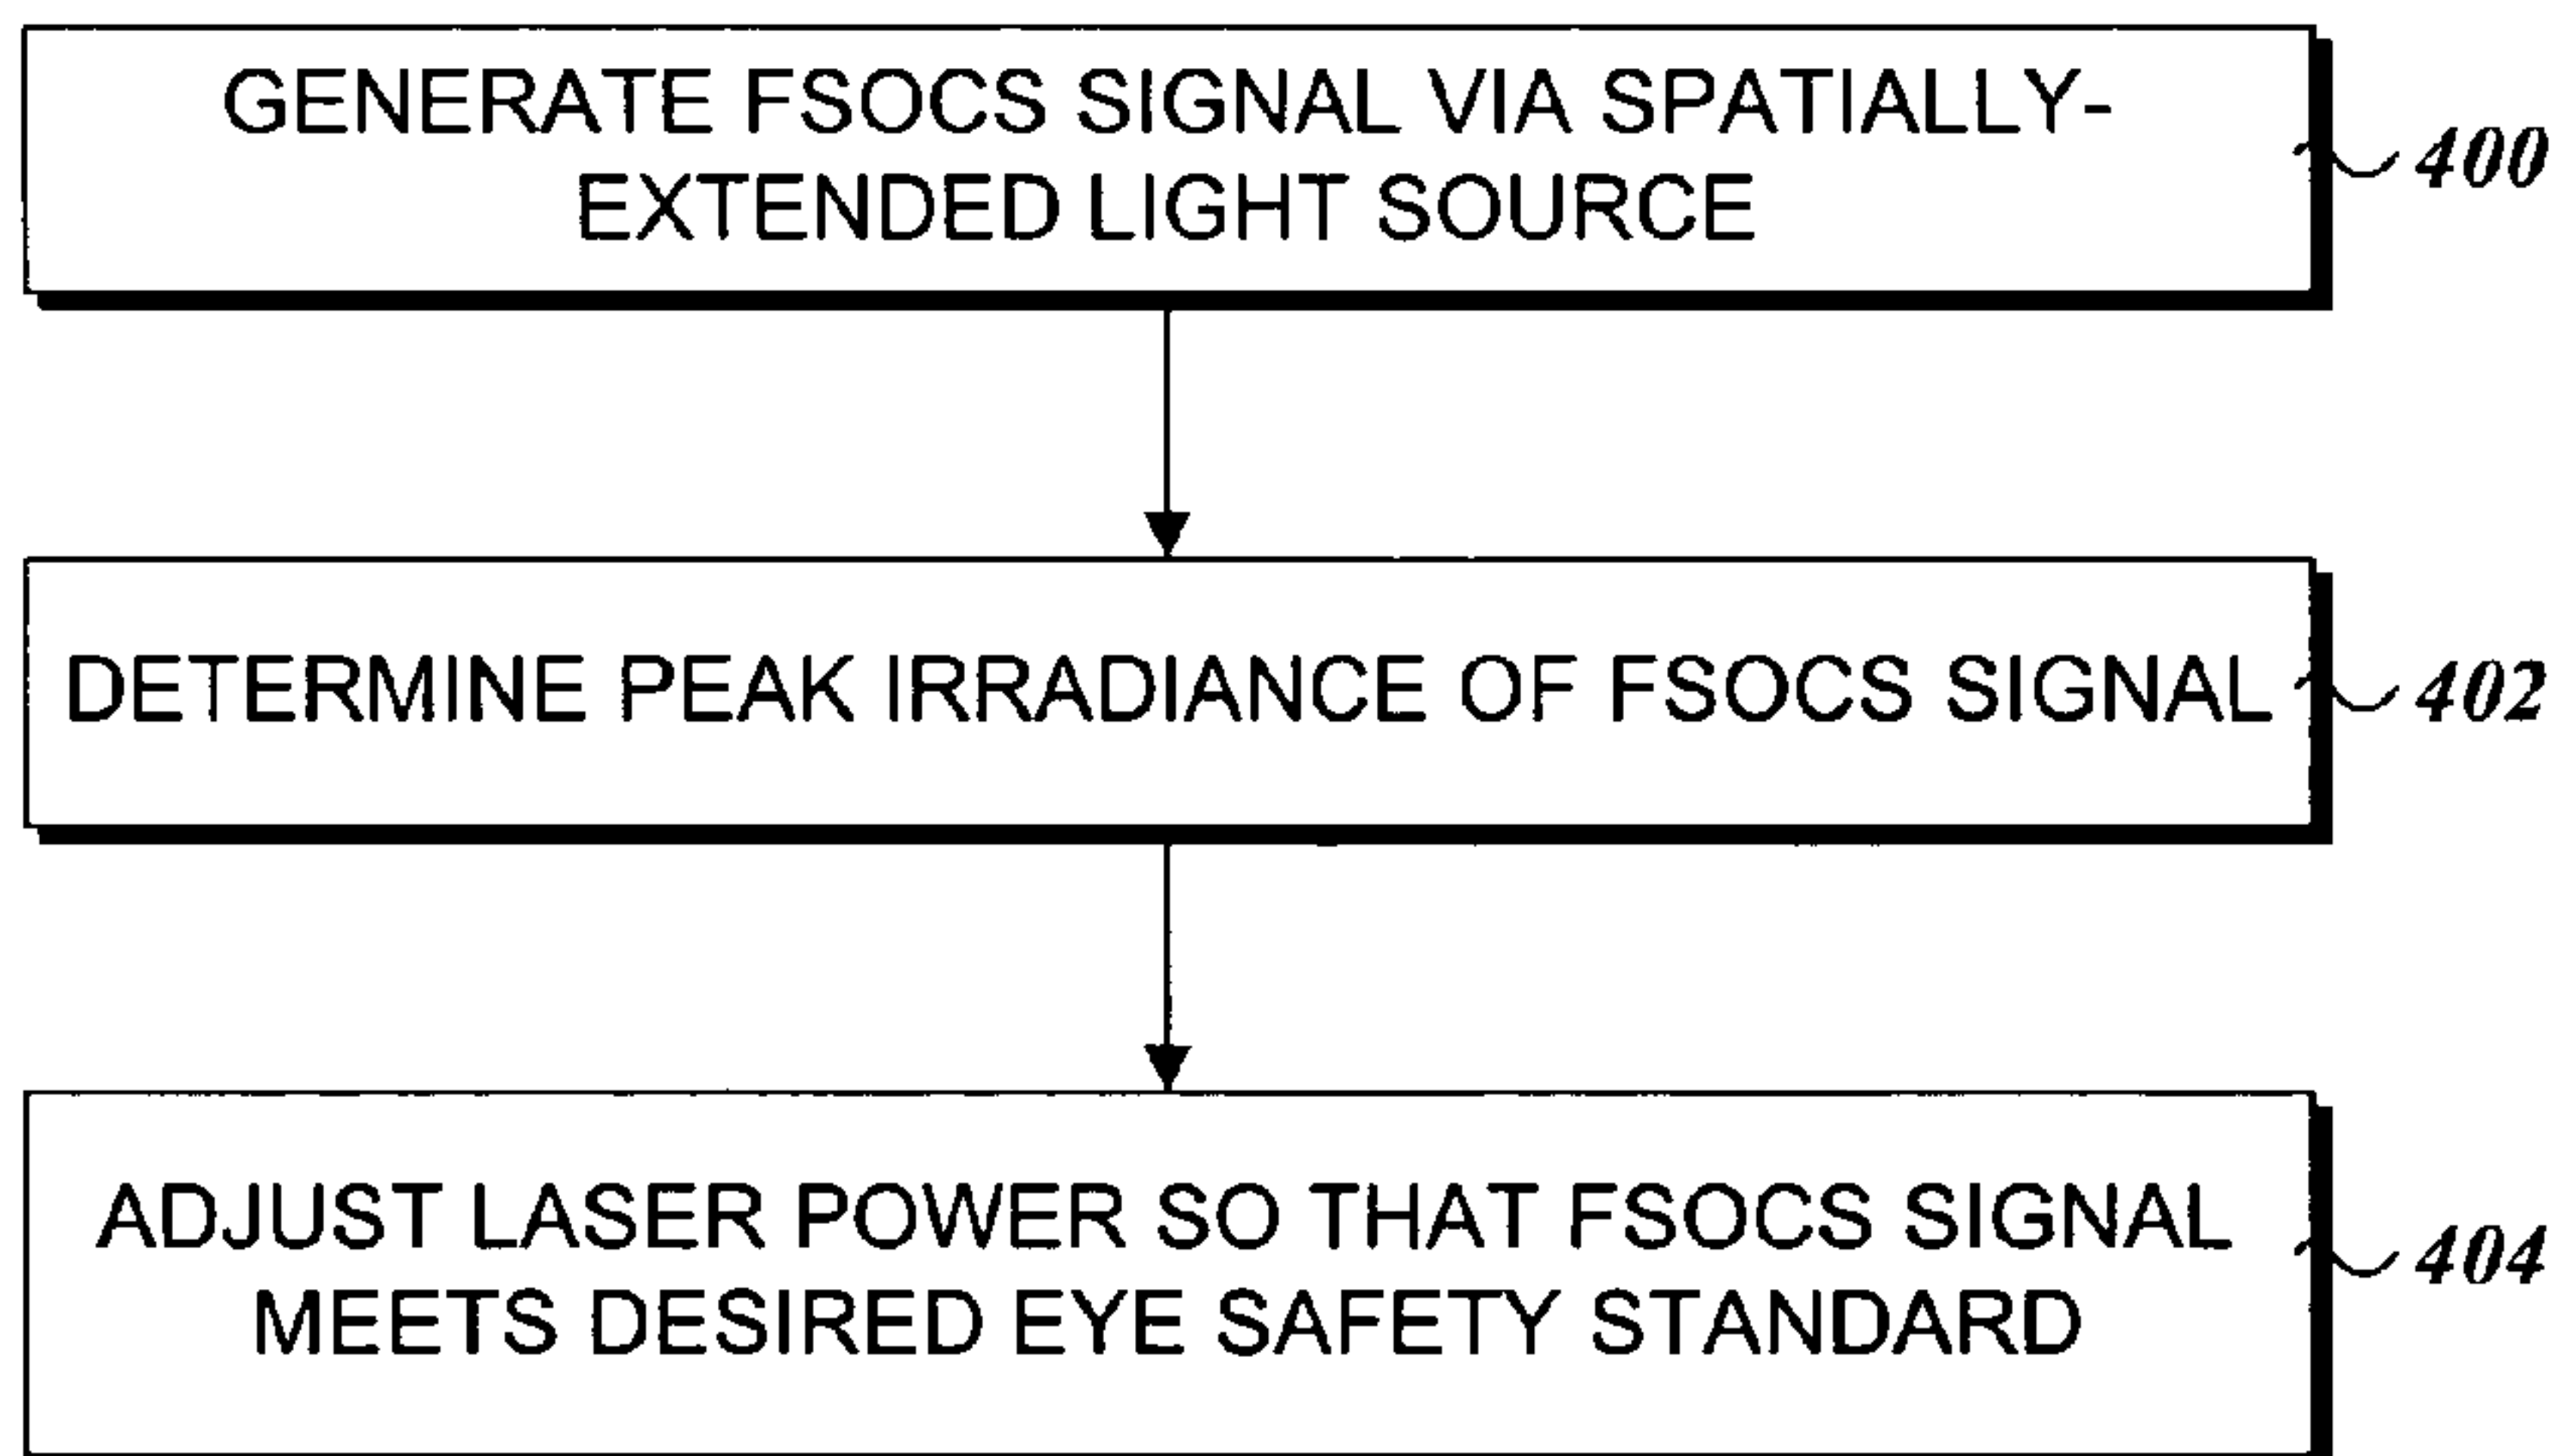 GENERATE FSOCS SIGNAL VIA SPATIALLY-
EXTENDED LIGHT SOURCE
400
DETERMINE PEAK IRRADIANCE OF FSOCS SIGNAL
402
ADJUST LASER POWER SO THAT FSOCS SIGNAL
MEETS DESIRED EYE SAFETY STANDARD
404